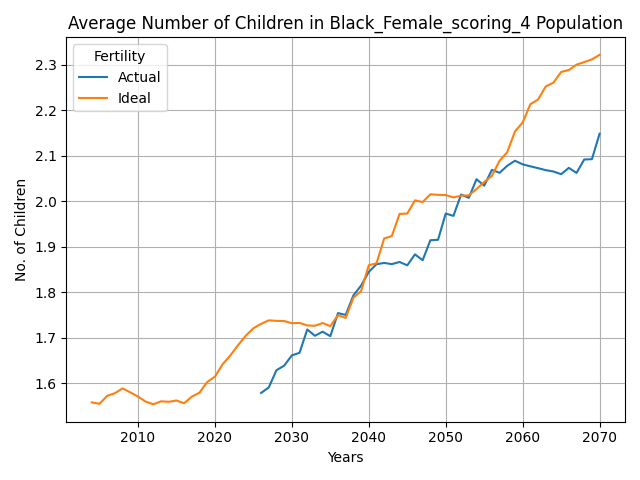 Average Number of Children in Black_Female_scoring_4 Population
Fertility
Actual
Ideal
No. of Children
2.3
2.2
2.1
2.0
1.9
1.8
1.7
1.6
2010 2020 2030 2040 2050 2060 2070
Years